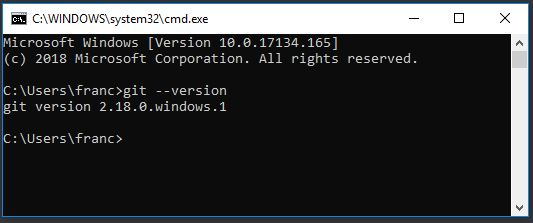 C:\WINDOWS\system32\cmd.exe
Microsoft Windows [Version 10.0.17134.165]
(c) 2018 Microsoft Corporation. All rights reserved.
C:\Users\franc>git --version
git version 2.18.0.windows.1
C:\Users\franc>